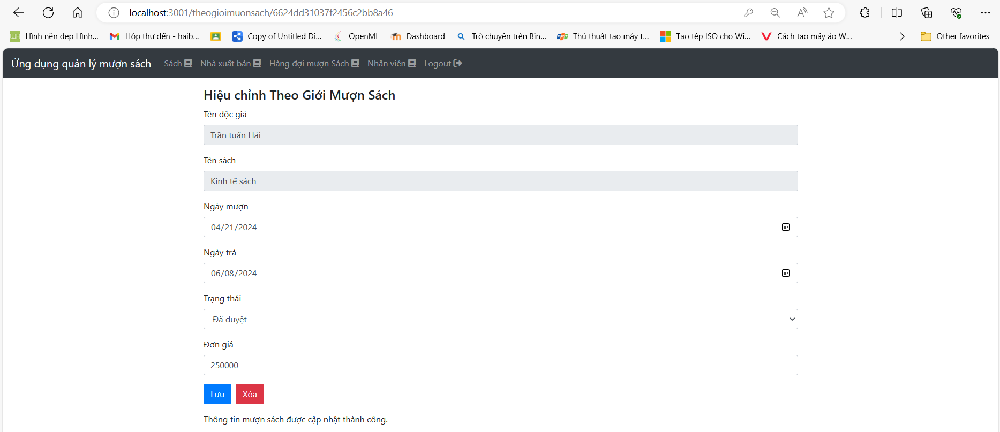 localhost:3001/theogioimuonsach/6624dd31037f2456c2bb8a46
Hình nền đẹp Hình... Hộp thư đến - haib... Copy of Untitled Di... OpenML Dashboard Trò chuyện trên Bin... Thủ thuật tạo máy t... Tạo tệp ISO cho Wi... Cách tạo máy ảo W... Other favorites
Ứng dụng quản lý mượn sách Sách Nhà xuất bản Hàng đợi mượn Sách Nhân viên Logout
Hiệu chỉnh Theo Giới Mượn Sách
Tên độc giả
Trần tuấn Hải
Tên sách
Kinh tế sách
Ngày mượn
04/21/2024
Ngày trả
06/08/2024
Trạng thái
Đã duyệt
Đơn giá
250000
Lưu Xóa
Thông tin mượn sách được cập nhật thành công.